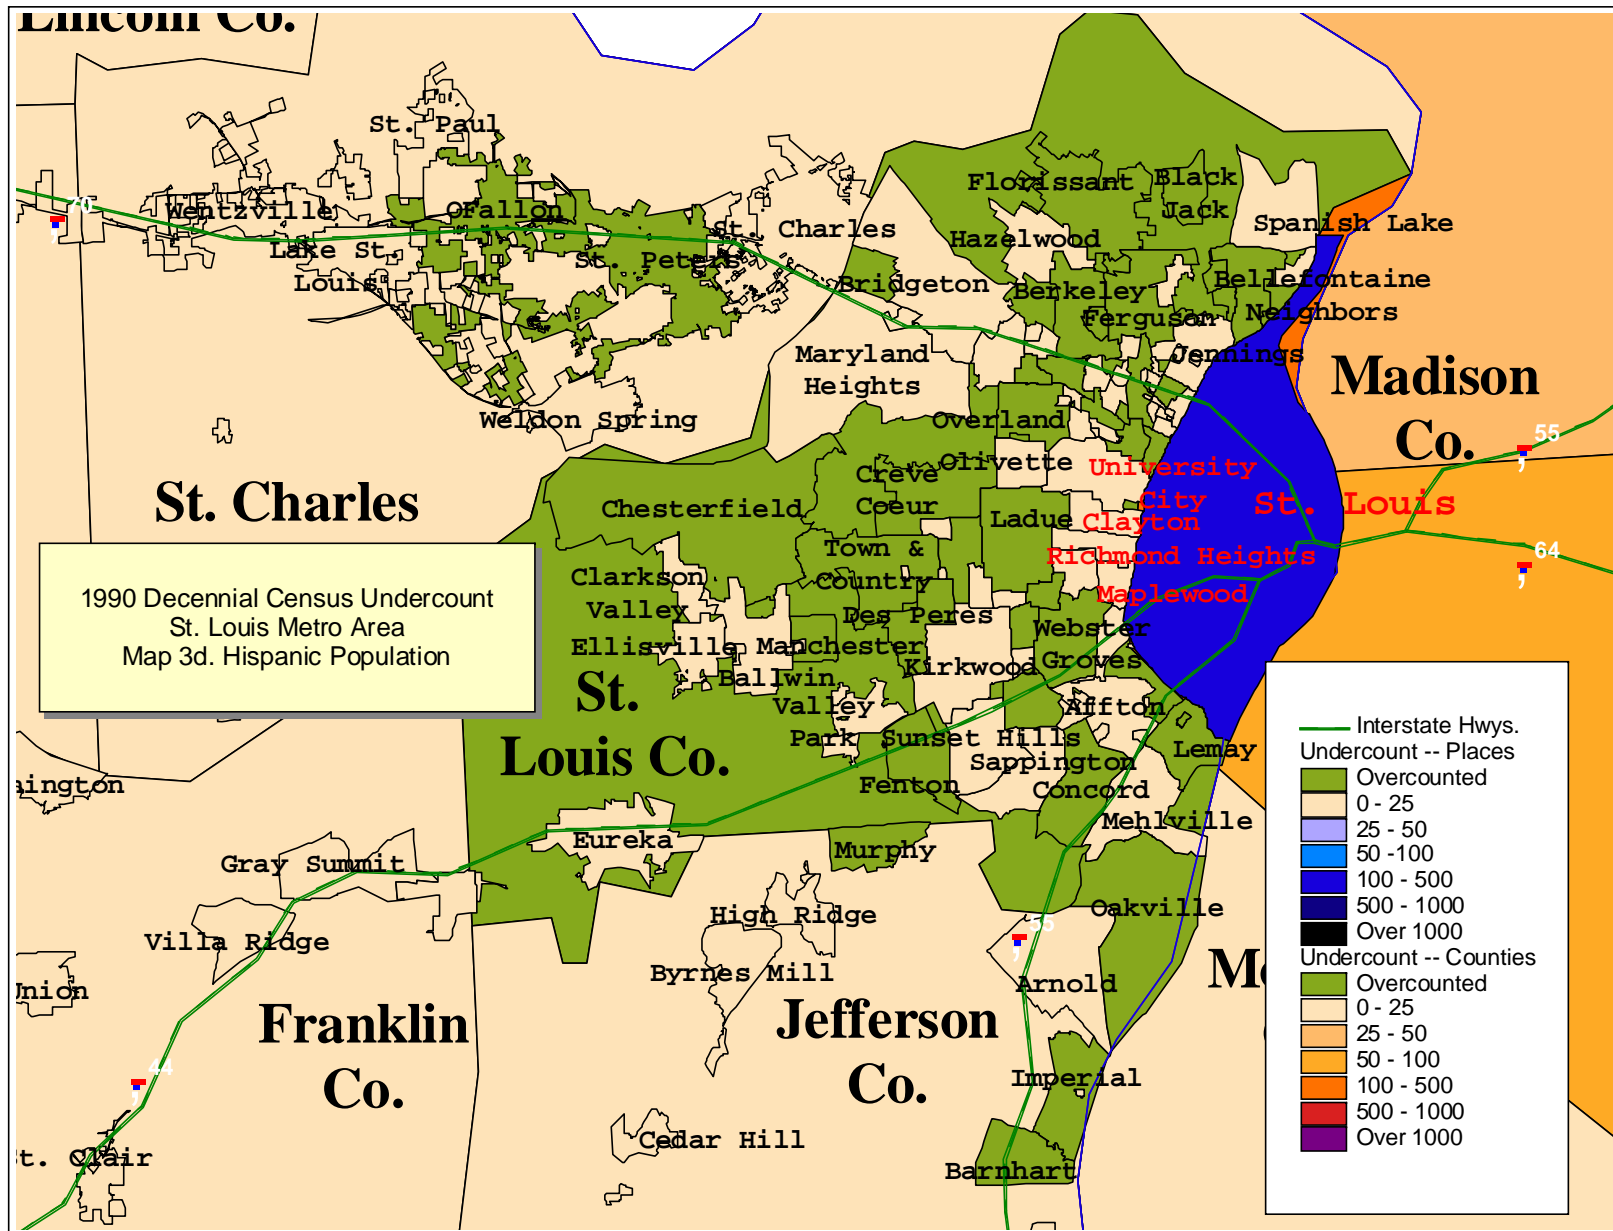 Lincoln Co.
St. Paul
70
Wentzville
OFallon
Lake St.
Louis
St. Peters
St. Charles
Florissant
Black
Jack
Hazelwood
Spanish Lake
Bridgeton
Berkeley
Bellefontaine
Neighbors
Ferguson
Jennings
Maryland
Heights
Madison
Co.
Weldon Spring
Overland
55
St. Charles
Creve
Coeur
Olivette
University
City
St. Louis
Chesterfield
Ladue
Clayton
Town &
Country
Richmond Heights
64
1990 Decennial Census Undercount
St. Louis Metro Area
Map 3d. Hispanic Population
Clarkson
Valley
Maplewood
Des Peres
Webster
Groves
Ellisville
Manchester
Kirkwood
Ballwin
St.
Louis Co.
Valley
Park
Affton
Sunset Hills
Sappington
Lemay
Fenton
Concord
Mehlville
Eureka
Murphy
Gray Summit
High Ridge
Oakville
Villa Ridge
55
Byrnes Mill
Arnold
Union
Franklin
Co.
Jefferson
Co.
44
Imperial
Cedar Hill
St. Clair
Barnhart
Interstate Hwys.
Undercount -- Places
Overcounted
0 - 25
25 - 50
50 -100
100 - 500
500 - 1000
Over 1000
Undercount -- Counties
Overcounted
0 - 25
25 - 50
50 - 100
100 - 500
500 - 1000
Over 1000